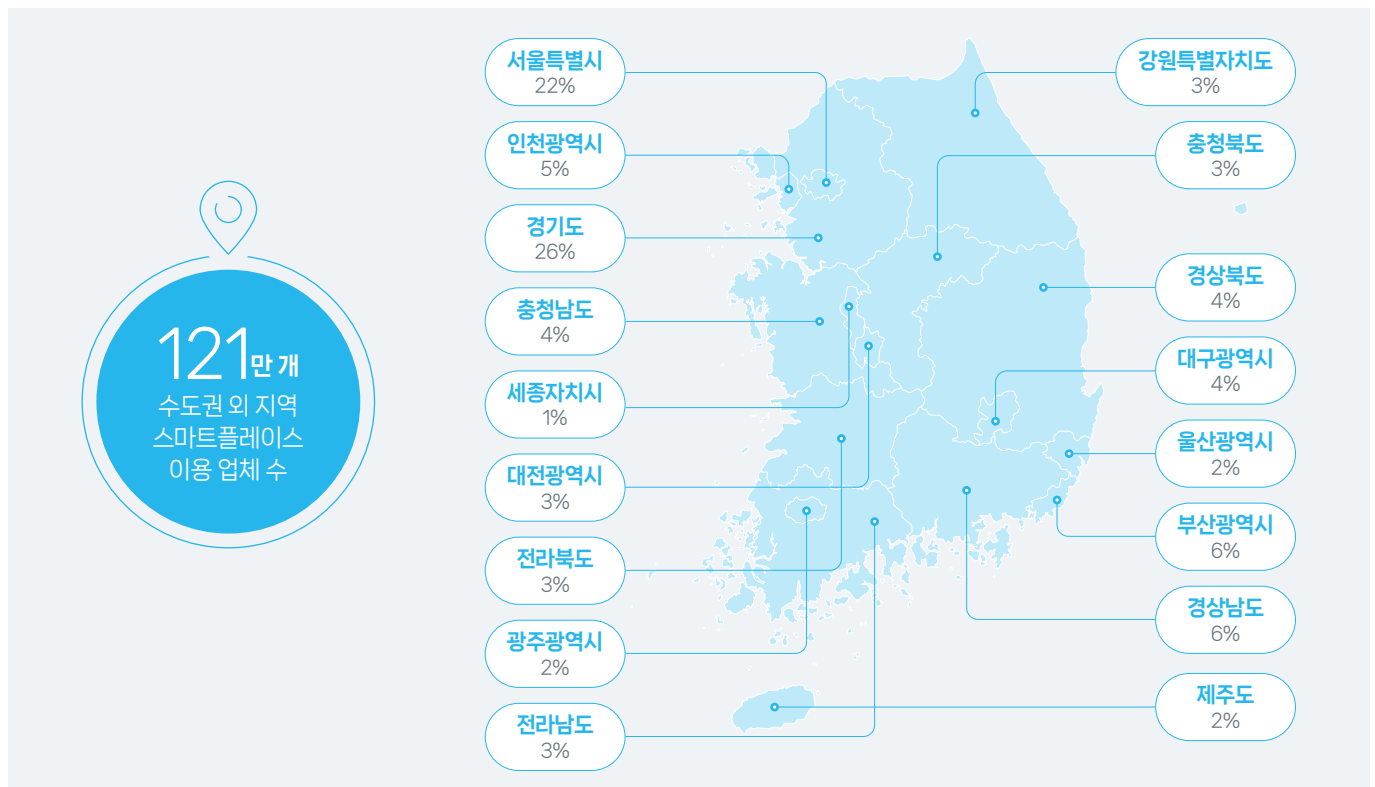 121만 개
수도권 외 지역
스마트플레이스
이용 업체 수
서울특별시
22%
인천광역시
5%
경기도
26%
충청남도
4%
세종자치시
1%
대전광역시
3%
전라북도
3%
광주광역시
2%
전라남도
3%
강원특별자치도
3%
충청북도
3%
경상북도
4%
대구광역시
4%
울산광역시
2%
부산광역시
6%
경상남도
6%
제주도
2%